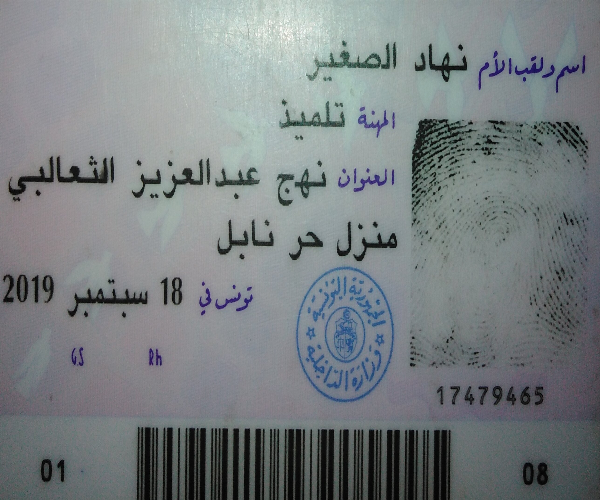 اسم ولقب الأم نهاد الصغير
المهنة تلميذ
العنوان نهج عبدالعزيز الثعالبي
منزل حر نابل
تونس في 18 سبتمبر 2019
GS Rh
الجمهورية التونسية
وزارة الداخلية
17479465
01 08